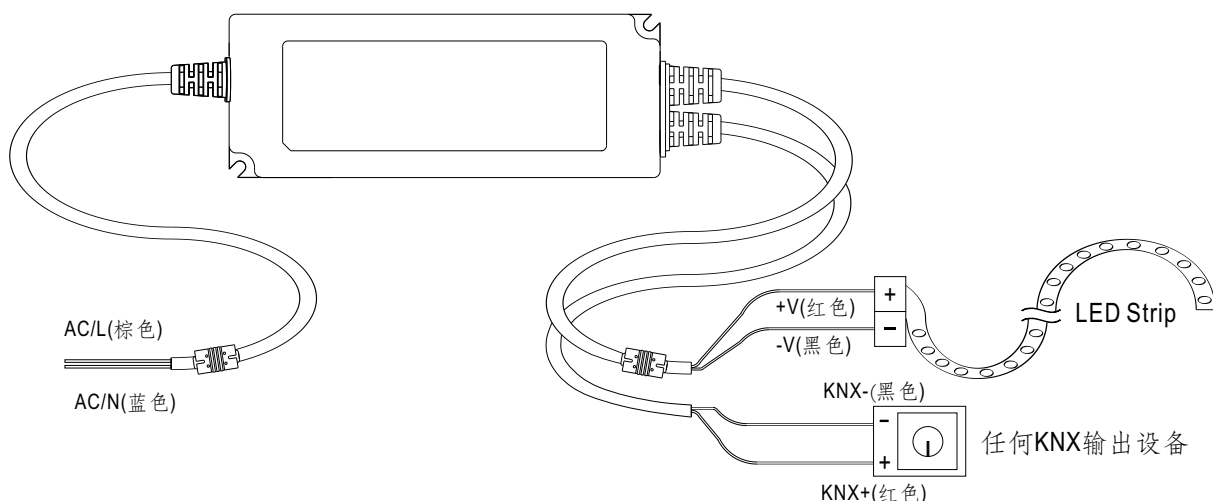 AC/L(棕色)
AC/N(蓝色)
+V(红色)
-V(黑色)
+
−
LED Strip
KNX-(黑色)
−
+
任何KNX输出设备
KNX+(红色)